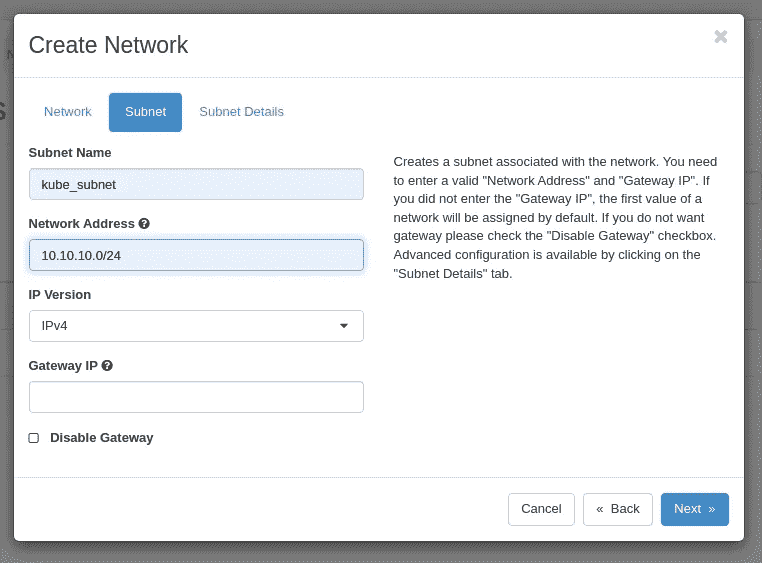 Create Network
Network
Subnet
Subnet Details
Subnet Name
kube_subnet
Network Address
10.10.10.0/24
IP Version
IPv4
Gateway IP
Disable Gateway
Creates a subnet associated with the network. You need
to enter a valid "Network Address" and "Gateway IP". If
you did not enter the "Gateway IP", the first value of a
network will be assigned by default. If you do not want
gateway please check the "Disable Gateway" checkbox.
Advanced configuration is available by clicking on the
"Subnet Details" tab.
Cancel
« Back
Next »